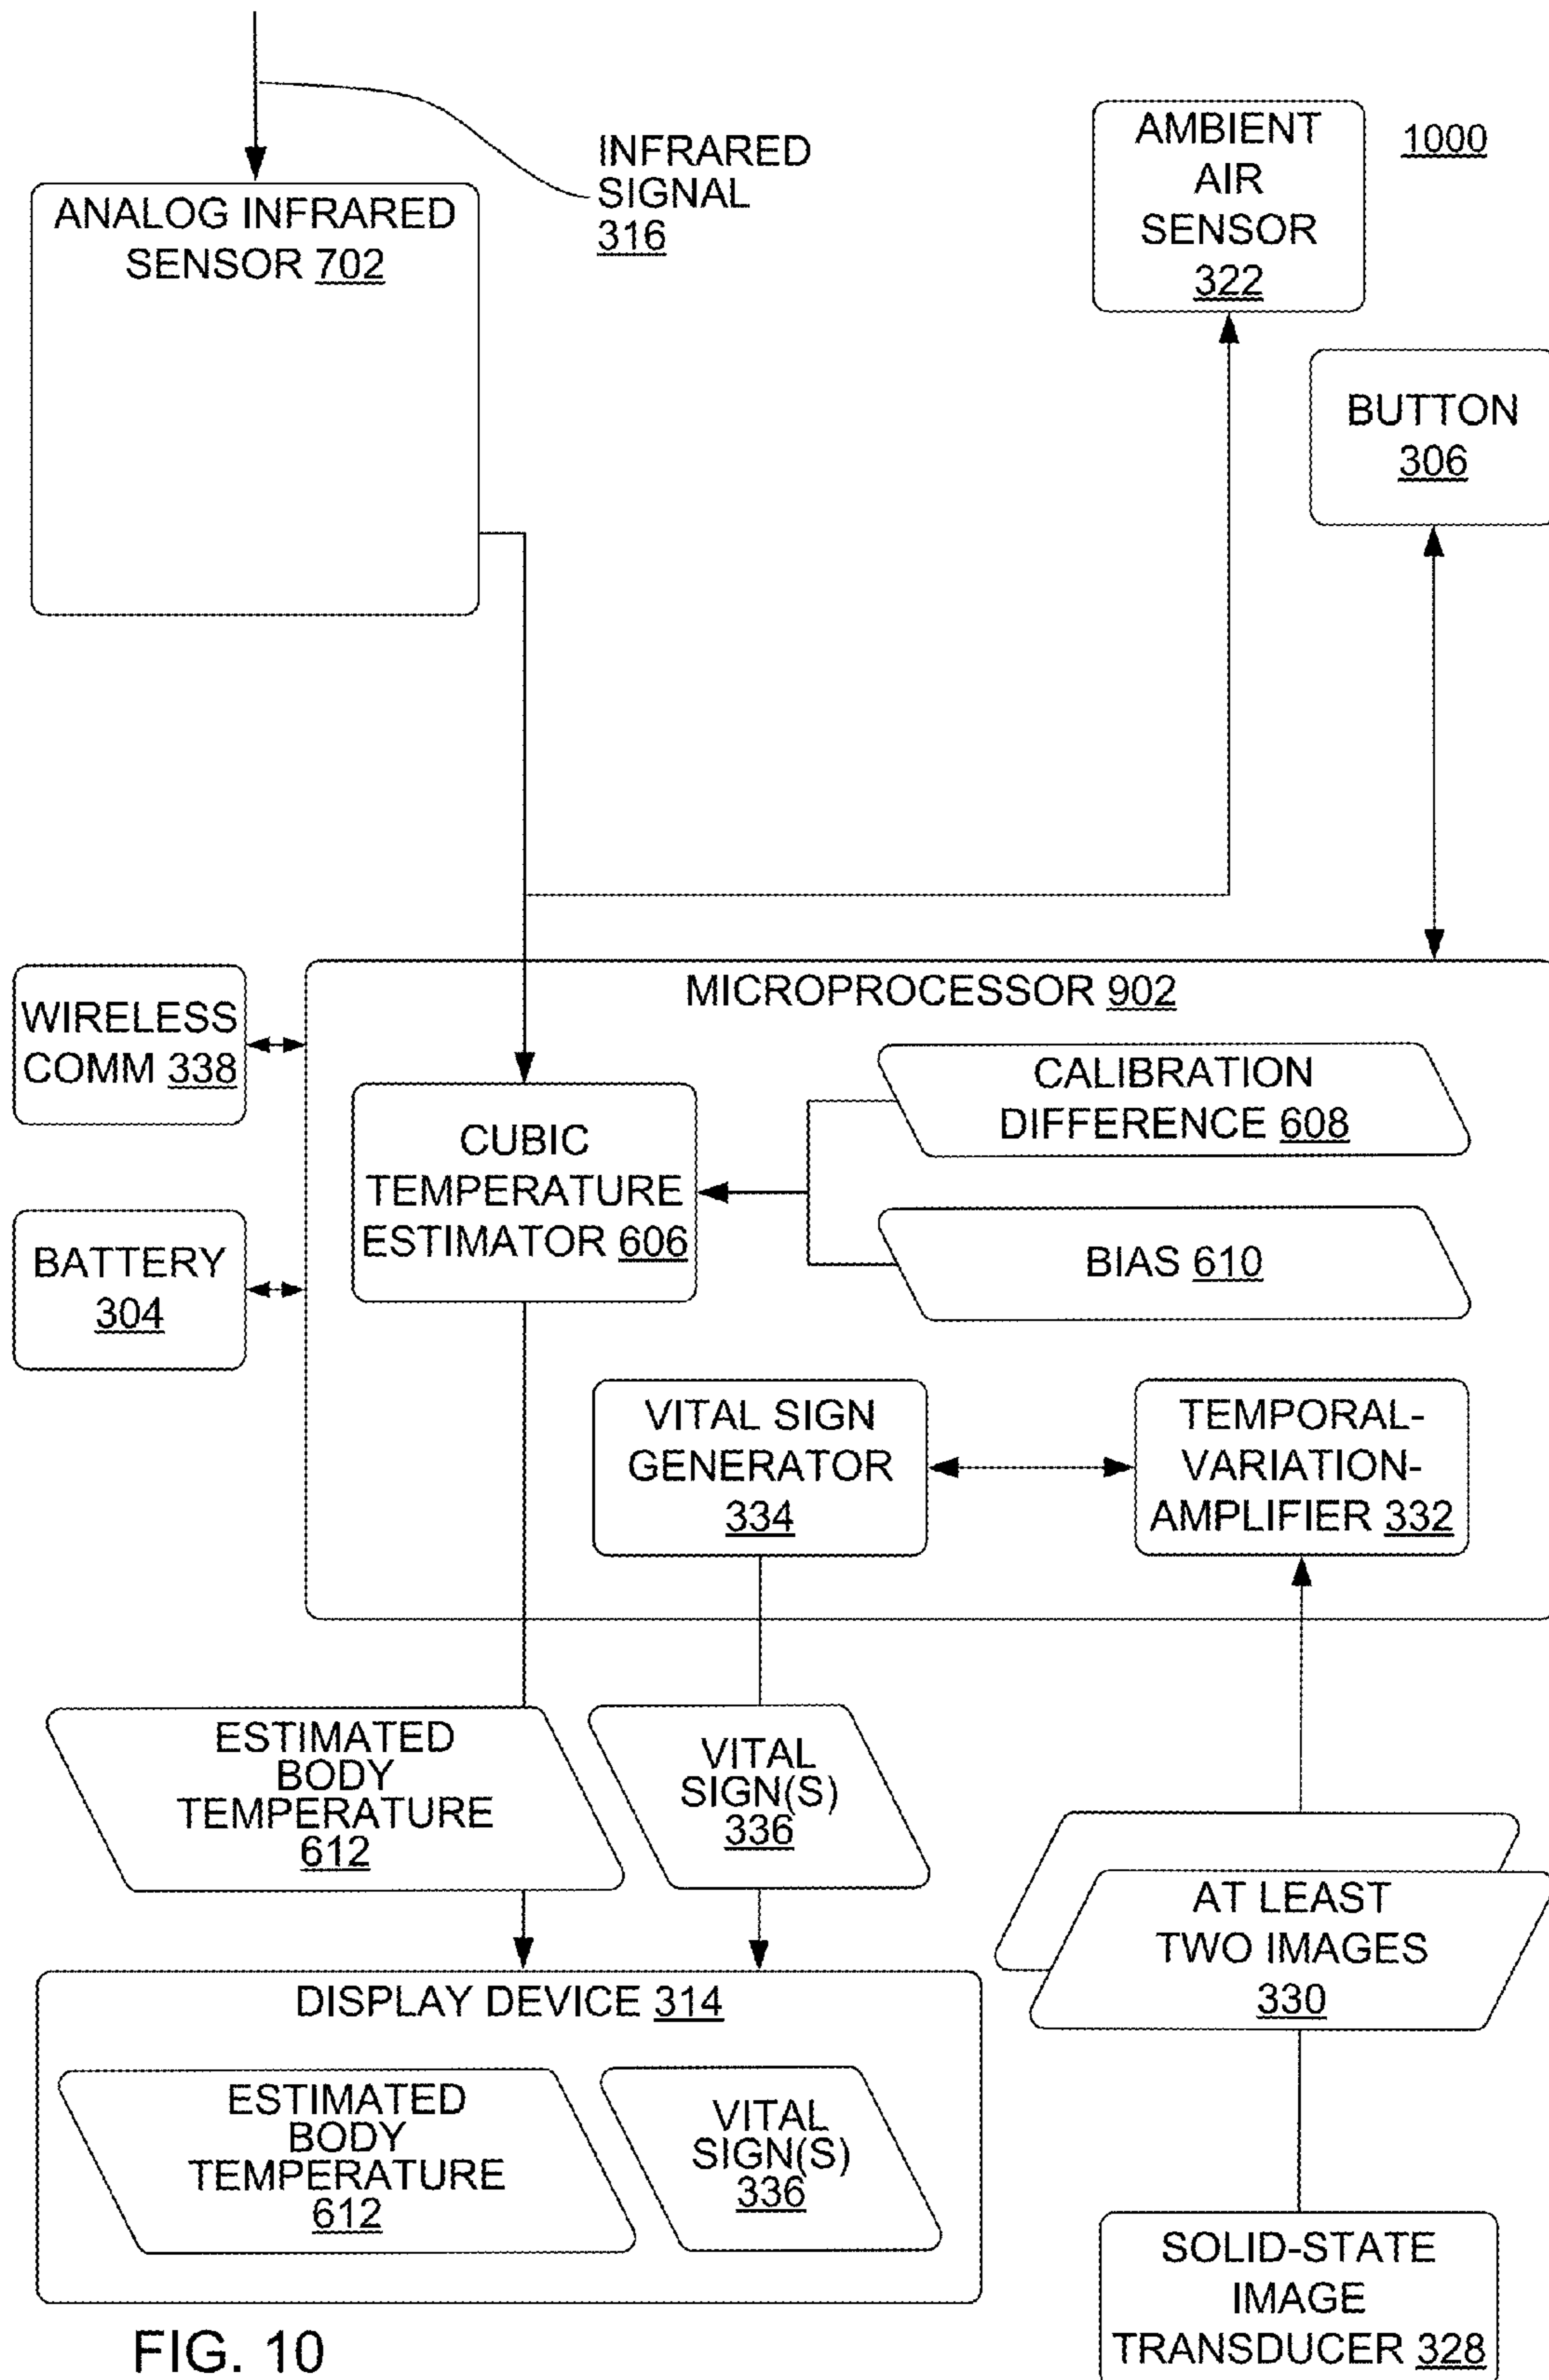 INFRARED
SIGNAL
316
ANALOG INFRARED
SENSOR 702
AMBIENT
AIR
SENSOR
322
1000
BUTTON
306
MICROPROCESSOR 902
WIRELESS
COMM 338
BATTERY
304
CUBIC
TEMPERATURE
ESTIMATOR 606
CALIBRATION
DIFFERENCE 608
BIAS 610
VITAL SIGN
GENERATOR
334
TEMPORAL-
VARIATION-
AMPLIFIER 332
ESTIMATED
BODY
TEMPERATURE
612
VITAL
SIGN(S)
336
AT LEAST
TWO IMAGES
330
DISPLAY DEVICE 314
ESTIMATED
BODY
TEMPERATURE
612
VITAL
SIGN(S)
336
SOLID-STATE
IMAGE
TRANSDUCER 328
FIG. 10